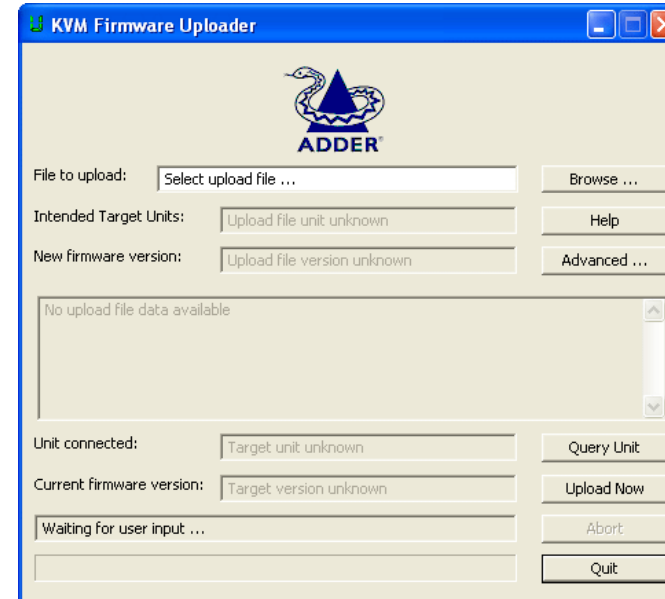 KVM Firmware Uploader
ADDER®
File to upload: Select upload file ... Browse ...
Intended Target Units: Upload file unit unknown Help
New firmware version: Upload file version unknown Advanced ...
No upload file data available
Unit connected: Target unit unknown Query Unit
Current firmware version: Target version unknown Upload Now
Waiting for user input ... Abort
Quit